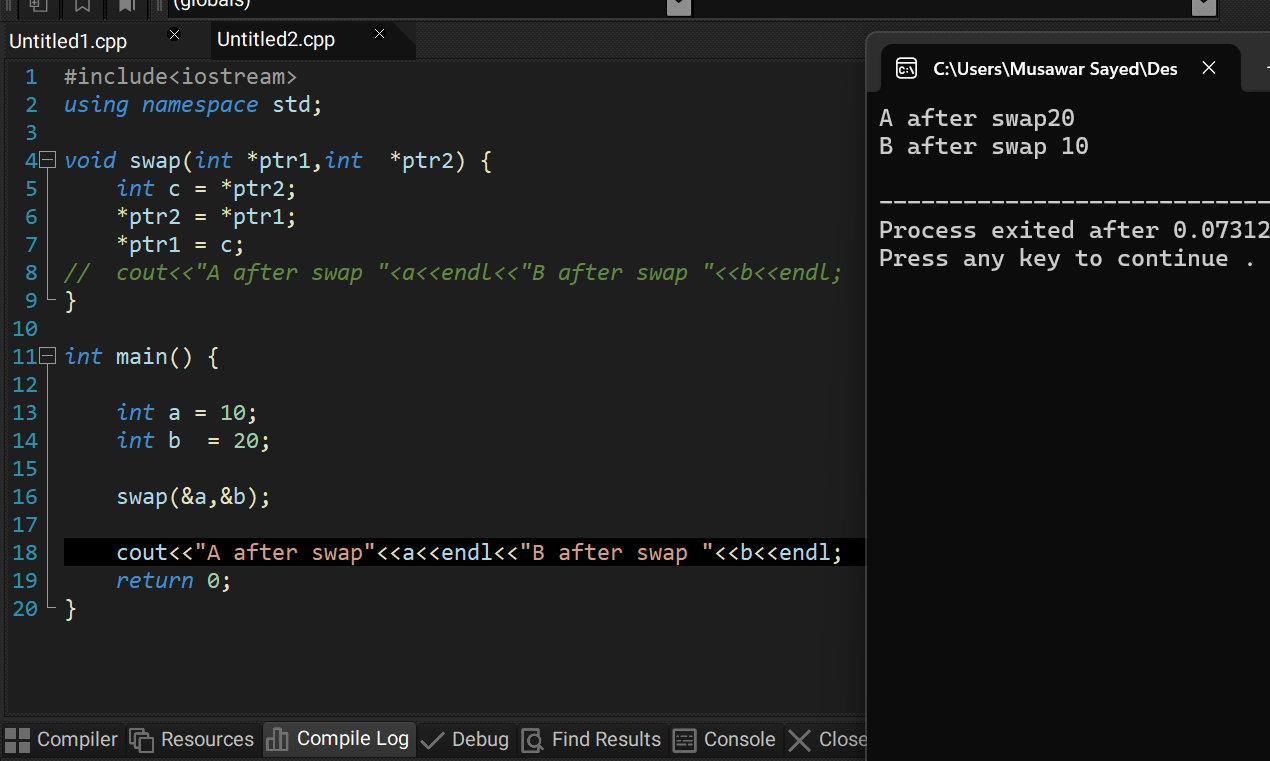 (globals)
Untitled1.cpp
Untitled2.cpp
1 #include<iostream>
2 using namespace std;
3
4 void swap(int *ptr1,int  *ptr2) {
5     int c = *ptr2;
6     *ptr2 = *ptr1;
7     *ptr1 = c;
8 //  cout<<"A after swap "<a<<endl<<"B after swap "<<b<<endl;
9 }
10
11 int main() {
12
13     int a = 10;
14     int b  = 20;
15
16     swap(&a,&b);
17
18     cout<<"A after swap"<<a<<endl<<"B after swap "<<b<<endl;
19     return 0;
20 }
Compiler Resources Compile Log Debug Find Results Console Close
C:\Users\Musawar Sayed\Des
A after swap20
B after swap 10
----------------------------
Process exited after 0.07312
Press any key to continue .